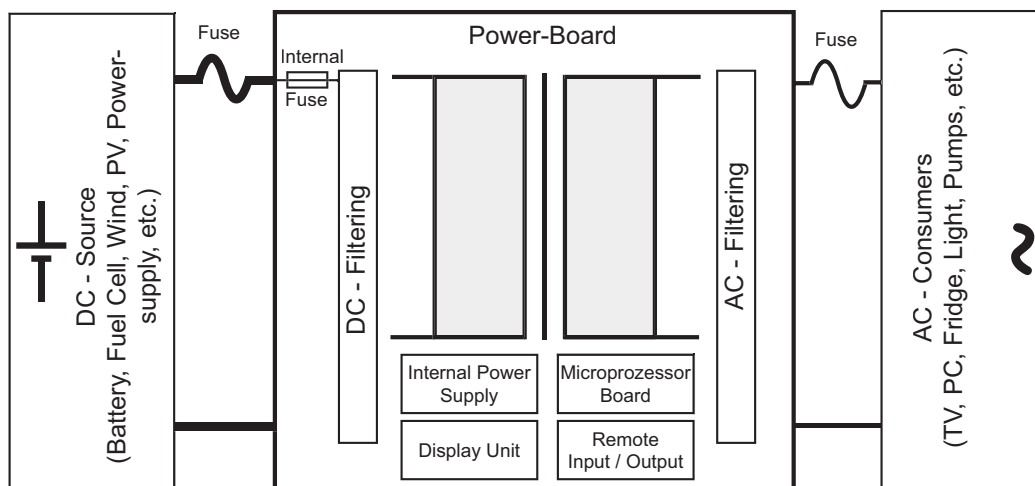 DC - Source
(Battery, Fuel Cell, Wind, PV, Power-
supply, etc.)
Fuse
Power-Board
Internal
Fuse
DC - Filtering
Internal Power
Supply
Microprozessor
Board
Display Unit
Remote
Input / Output
AC - Filtering
Fuse
AC - Consumers
(TV, PC, Fridge, Light, Pumps, etc.)